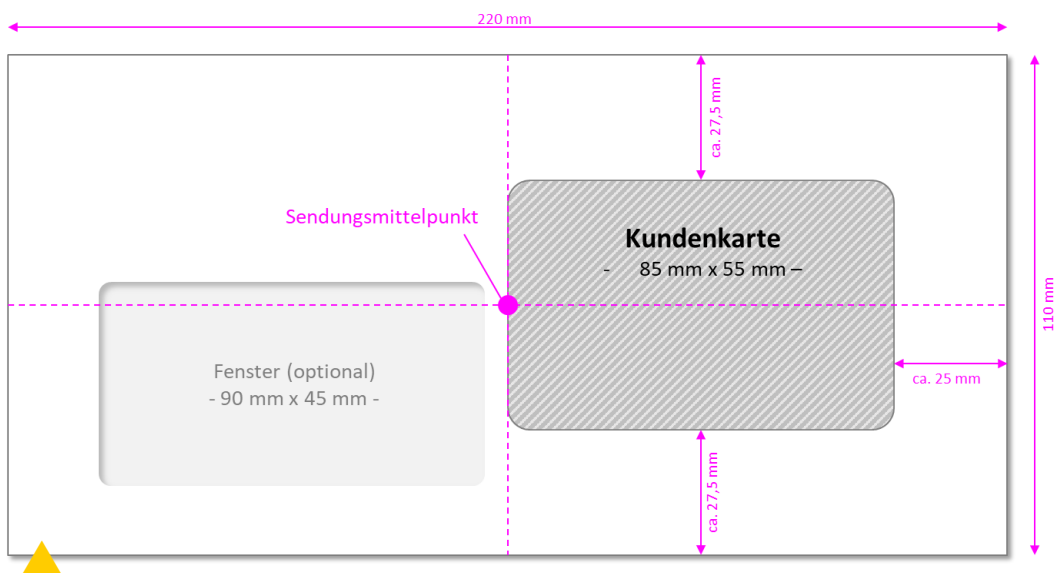 220 mm
ca. 27,5 mm
Sendungsmittelpunkt
Kundenkarte
- 85 mm x 55 mm –
110 mm
Fenster (optional)
- 90 mm x 45 mm -
ca. 25 mm
ca. 27,5 mm